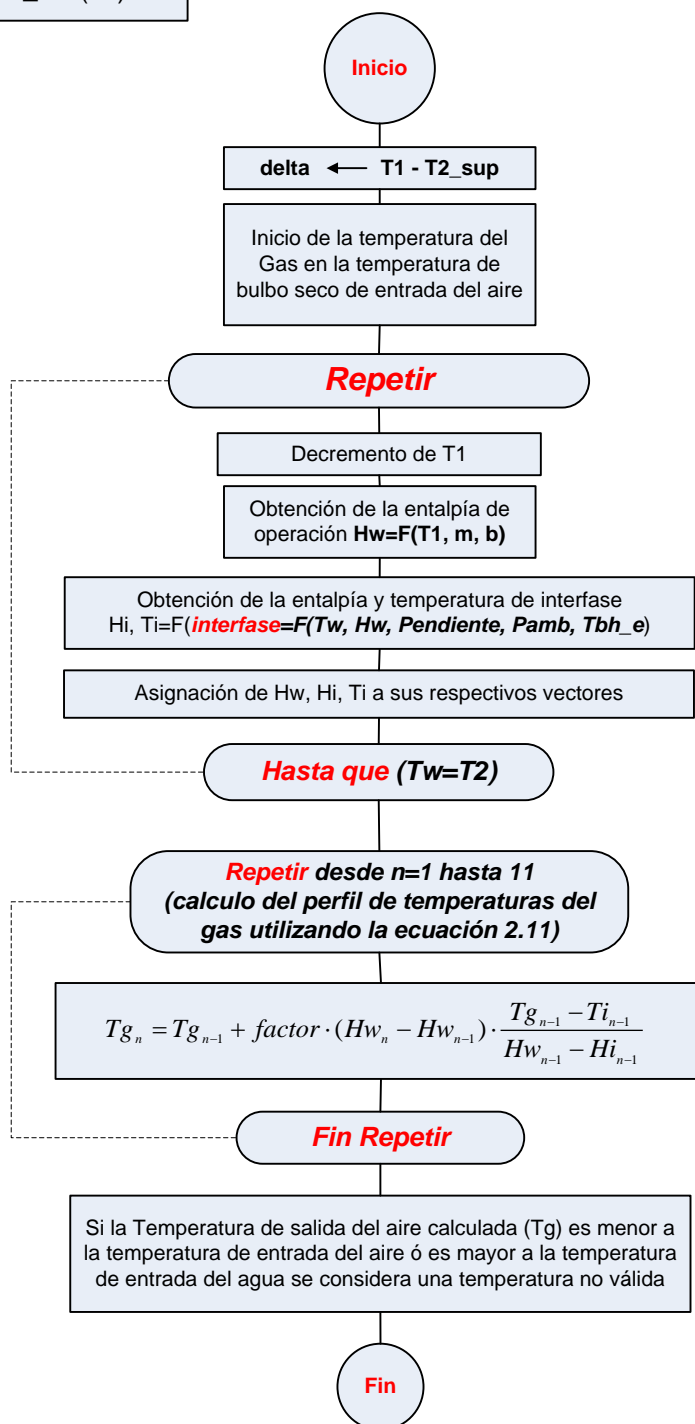 Inicio
delta ← T1 - T2_sup
Inicio de la temperatura del
Gas en la temperatura de
bulbo seco de entrada del aire
Repetir
Decremento de T1
Obtención de la entalpía de
operación Hw=F(T1, m, b)
Obtención de la entalpía y temperatura de interfase
Hi, Ti=F(interfase=F(Tw, Hw, Pendiente, Pamb, Tbh_e)
Asignación de Hw, Hi, Ti a sus respectivos vectores
Hasta que (Tw=T2)
Repetir desde n=1 hasta 11
(calculo del perfil de temperaturas del
gas utilizando la ecuación 2.11)
Tg_n = Tg_{n-1} + factor · (Hw_n − Hw_{n-1}) · (Tg_{n-1} − Ti_{n-1}) / (Hw_{n-1} − Hi_{n-1})
Fin Repetir
Si la Temperatura de salida del aire calculada (Tg) es menor a
la temperatura de entrada del aire ó es mayor a la temperatura
de entrada del agua se considera una temperatura no válida
Fin